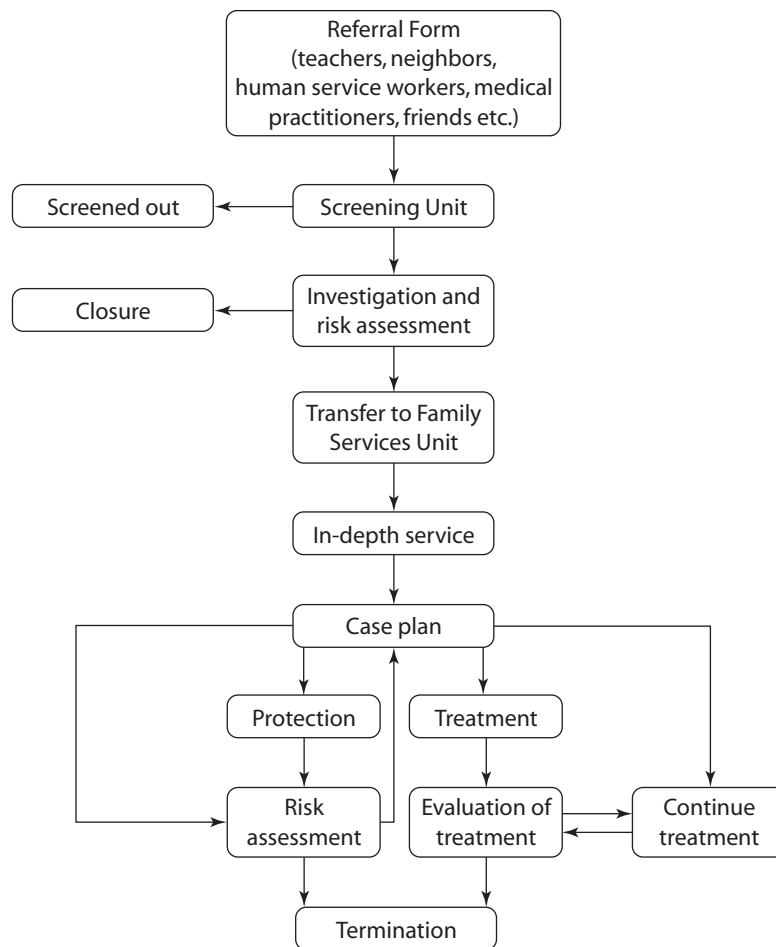 Referral Form
(teachers, neighbors,
human service workers, medical
practitioners, friends etc.)
Screened out
Screening Unit
Closure
Investigation and
risk assessment
Transfer to Family
Services Unit
In-depth service
Case plan
Protection
Treatment
Risk
assessment
Evaluation of
treatment
Continue
treatment
Termination